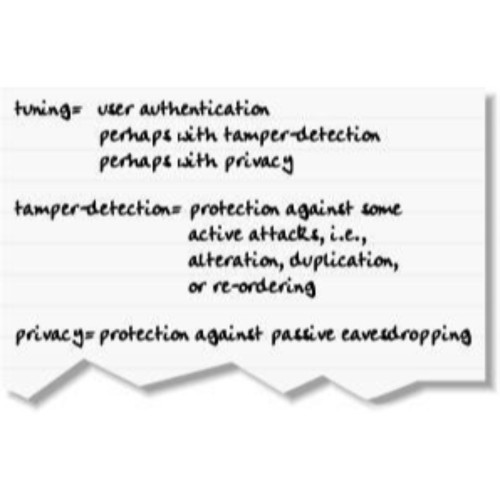 tuning= user authentication
perhaps with tamper-detection
perhaps with privacy
tamper-detection= protection against some
active attacks, i.e.,
alteration, duplication,
or re-ordering
privacy= protection against passive eavesdropping